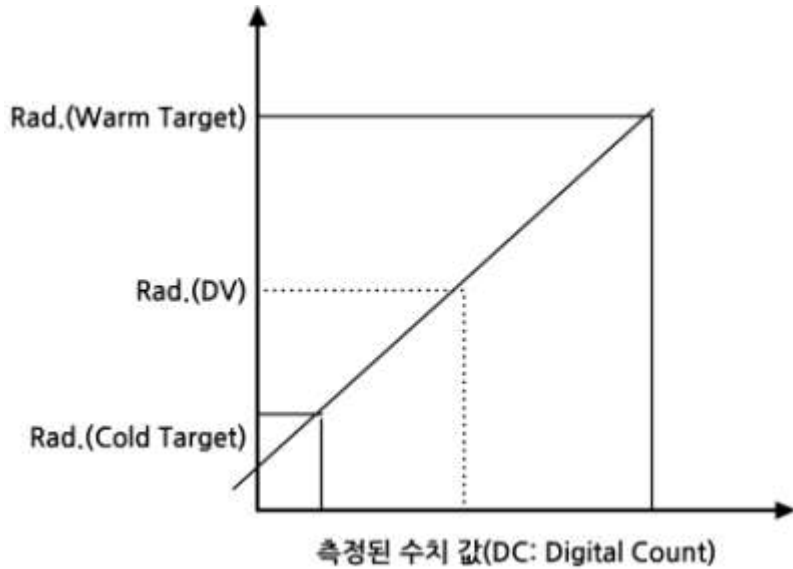 Rad.(Warm Target)
Rad.(DV)
Rad.(Cold Target)
측정된 수치 값(DC: Digital Count)